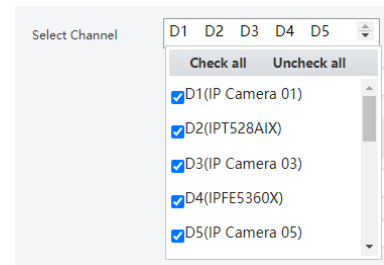 Select Channel D1 D2 D3 D4 D5
Check all Uncheck all
D1(IP Camera 01)
D2(IPT528AIX)
D3(IP Camera 03)
D4(IPFE5360X)
D5(IP Camera 05)